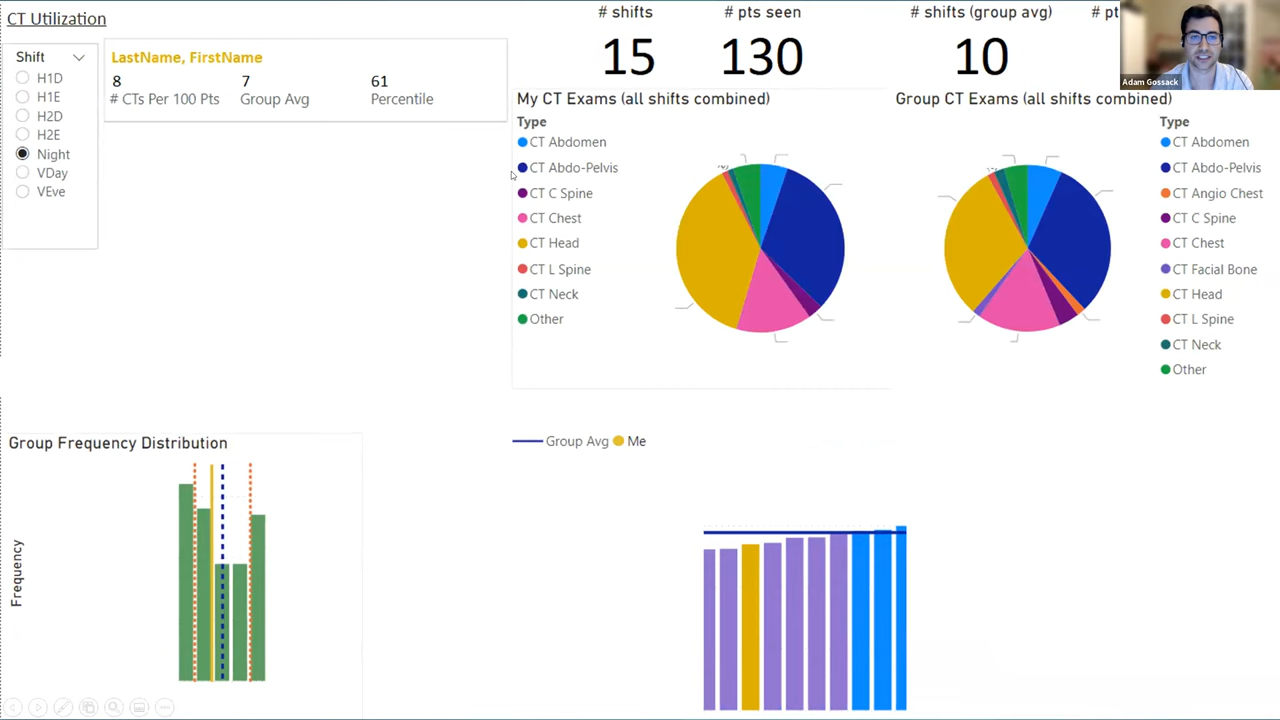 CT Utilization
Shift
H1D
H1E
H2D
H2E
Night
VDay
VEve
LastName, FirstName
8 7 61
# CTs Per 100 Pts Group Avg Percentile
# shifts # pts seen # shifts (group avg) # pt
15 130 10
Adam Gossack
My CT Exams (all shifts combined)
Type
CT Abdomen
CT Abdo-Pelvis
CT C Spine
CT Chest
CT Head
CT L Spine
CT Neck
Other
Group CT Exams (all shifts combined)
Type
CT Abdomen
CT Abdo-Pelvis
CT Angio Chest
CT C Spine
CT Chest
CT Facial Bone
CT Head
CT L Spine
CT Neck
Other
Group Frequency Distribution
Frequency
Group Avg Me